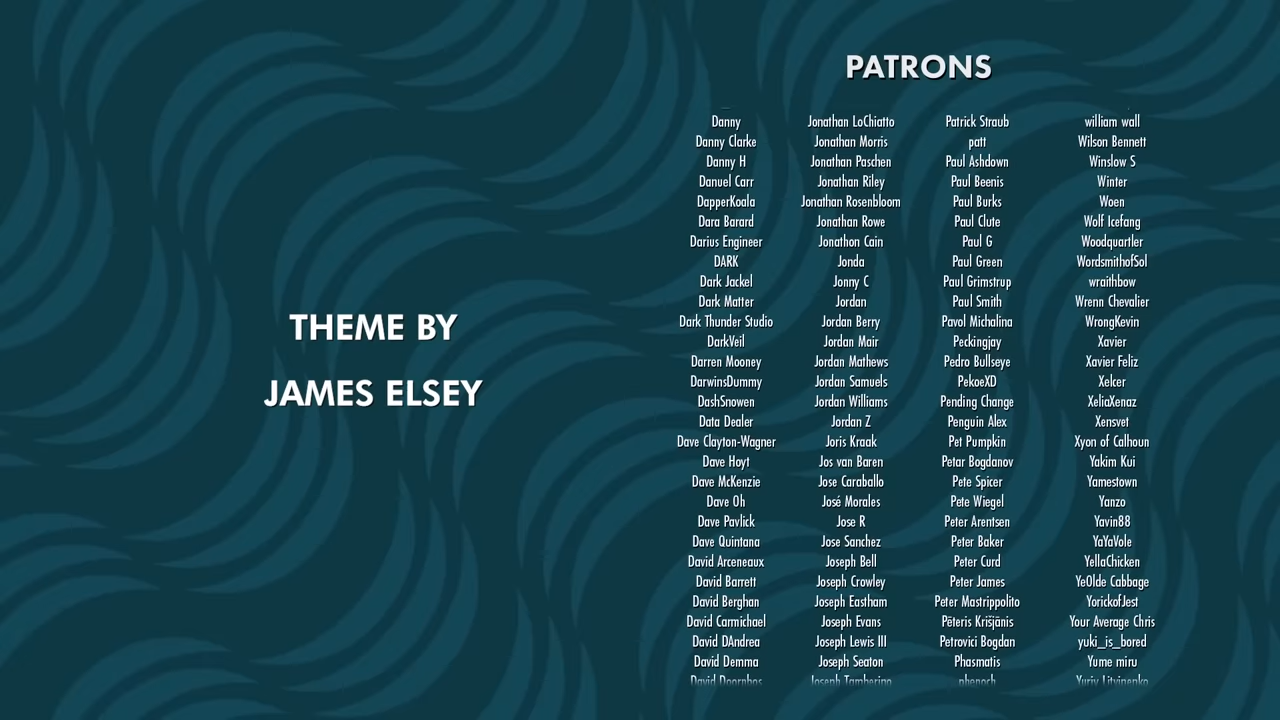 THEME BY
JAMES ELSEY
PATRONS
Danny
Danny Clarke
Danny H
Danuel Carr
DapperKoala
Dara Barard
Darius Engineer
DARK
Dark Jackel
Dark Matter
Dark Thunder Studio
DarkVeil
Darren Mooney
DarwinsDummy
DashSnowen
Data Dealer
Dave Clayton-Wagner
Dave Hoyt
Dave McKenzie
Dave Oh
Dave Pavlick
Dave Quintana
David Arceneaux
David Barrett
David Berghan
David Carmichael
David DAndrea
David Demma
David Doornbos
Jonathan LoChiatto
Jonathan Morris
Jonathan Paschen
Jonathan Riley
Jonathan Rosenbloom
Jonathan Rowe
Jonathon Cain
Jonda
Jonny C
Jordan
Jordan Berry
Jordan Mair
Jordan Mathews
Jordan Samuels
Jordan Williams
Jordan Z
Joris Kraak
Jos van Baren
Jose Caraballo
José Morales
Jose R
Jose Sanchez
Joseph Bell
Joseph Crowley
Joseph Eastham
Joseph Evans
Joseph Lewis III
Joseph Seaton
Joseph Tamberino
Patrick Straub
patt
Paul Ashdown
Paul Beenis
Paul Burks
Paul Clute
Paul G
Paul Green
Paul Grimstrup
Paul Smith
Pavol Michalina
Peckingjay
Pedro Bullseye
PekoeXD
Pending Change
Penguin Alex
Pet Pumpkin
Petar Bogdanov
Pete Spicer
Pete Wiegel
Peter Arentsen
Peter Baker
Peter Curd
Peter James
Peter Mastrippolito
Pēteris Krišjānis
Petrovici Bogdan
Phasmatis
phenoch
william wall
Wilson Bennett
Winslow S
Winter
Woen
Wolf Icefang
Woodquartler
WordsmithofSol
wraithbow
Wrenn Chevalier
WrongKevin
Xavier
Xavier Feliz
Xelcer
XeliaXenaz
Xensvet
Xyon of Calhoun
Yakim Kui
Yamestown
Yanzo
Yavin88
YaYaVole
YellaChicken
YeOlde Cabbage
YorickofJest
Your Average Chris
yuki_is_bored
Yume miru
Yuriy Litvinenko